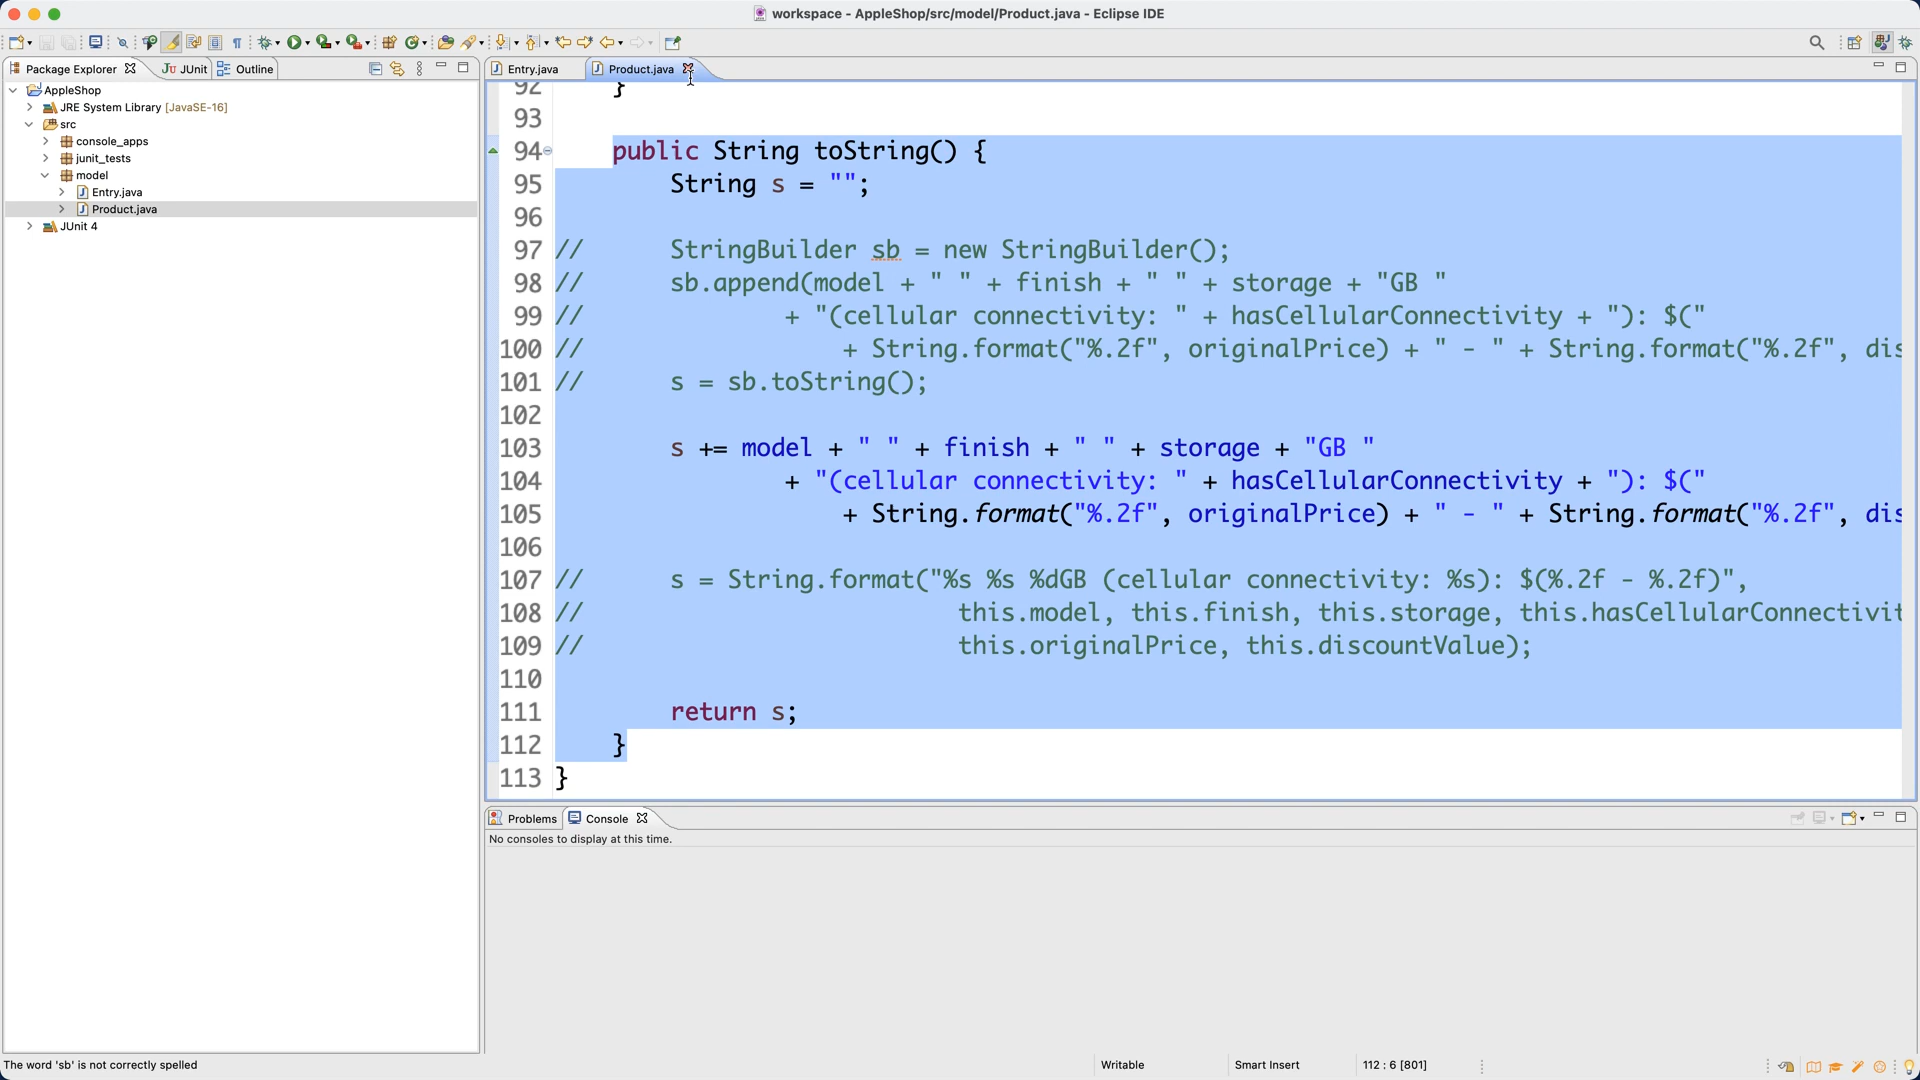 workspace - AppleShop/src/model/Product.java - Eclipse IDE
Package Explorer
JUnit
Outline
AppleShop
JRE System Library [JavaSE-16]
src
console_apps
junit_tests
model
Entry.java
Product.java
JUnit 4
Entry.java
Product.java
92 }
93
94 public String toString() {
95 String s = "";
96
97 // StringBuilder sb = new StringBuilder();
98 // sb.append(model + " " + finish + " " + storage + "GB "
99 // + "(cellular connectivity: " + hasCellularConnectivity + "): $("
100 // + String.format("%.2f", originalPrice) + " - " + String.format("%.2f", dis
101 // s = sb.toString();
102
103 s += model + " " + finish + " " + storage + "GB "
104 + "(cellular connectivity: " + hasCellularConnectivity + "): $("
105 + String.format("%.2f", originalPrice) + " - " + String.format("%.2f", dis
106
107 // s = String.format("%s %s %dGB (cellular connectivity: %s): $(%.2f - %.2f)",
108 // this.model, this.finish, this.storage, this.hasCellularConnectivit
109 // this.originalPrice, this.discountValue);
110
111 return s;
112 }
113 }
Problems
Console
No consoles to display at this time.
The word 'sb' is not correctly spelled
Writable
Smart Insert
112 : 6 [801]